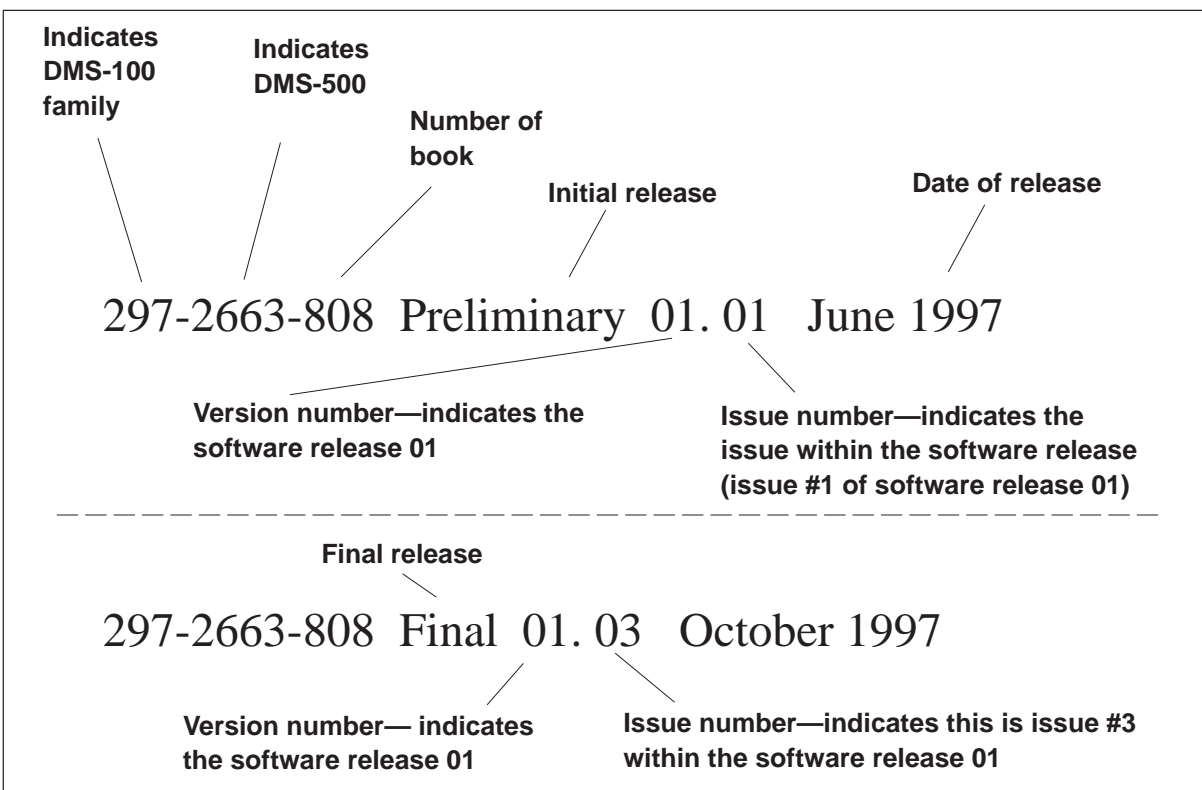 Indicates
DMS-100
family
Indicates
DMS-500
Number of
book
Initial release
Date of release
297-2663-808 Preliminary 01. 01 June 1997
Version number—indicates the
software release 01
Issue number—indicates the
issue within the software release
(issue #1 of software release 01)
Final release
297-2663-808 Final 01. 03 October 1997
Version number— indicates
the software release 01
Issue number—indicates this is issue #3
within the software release 01